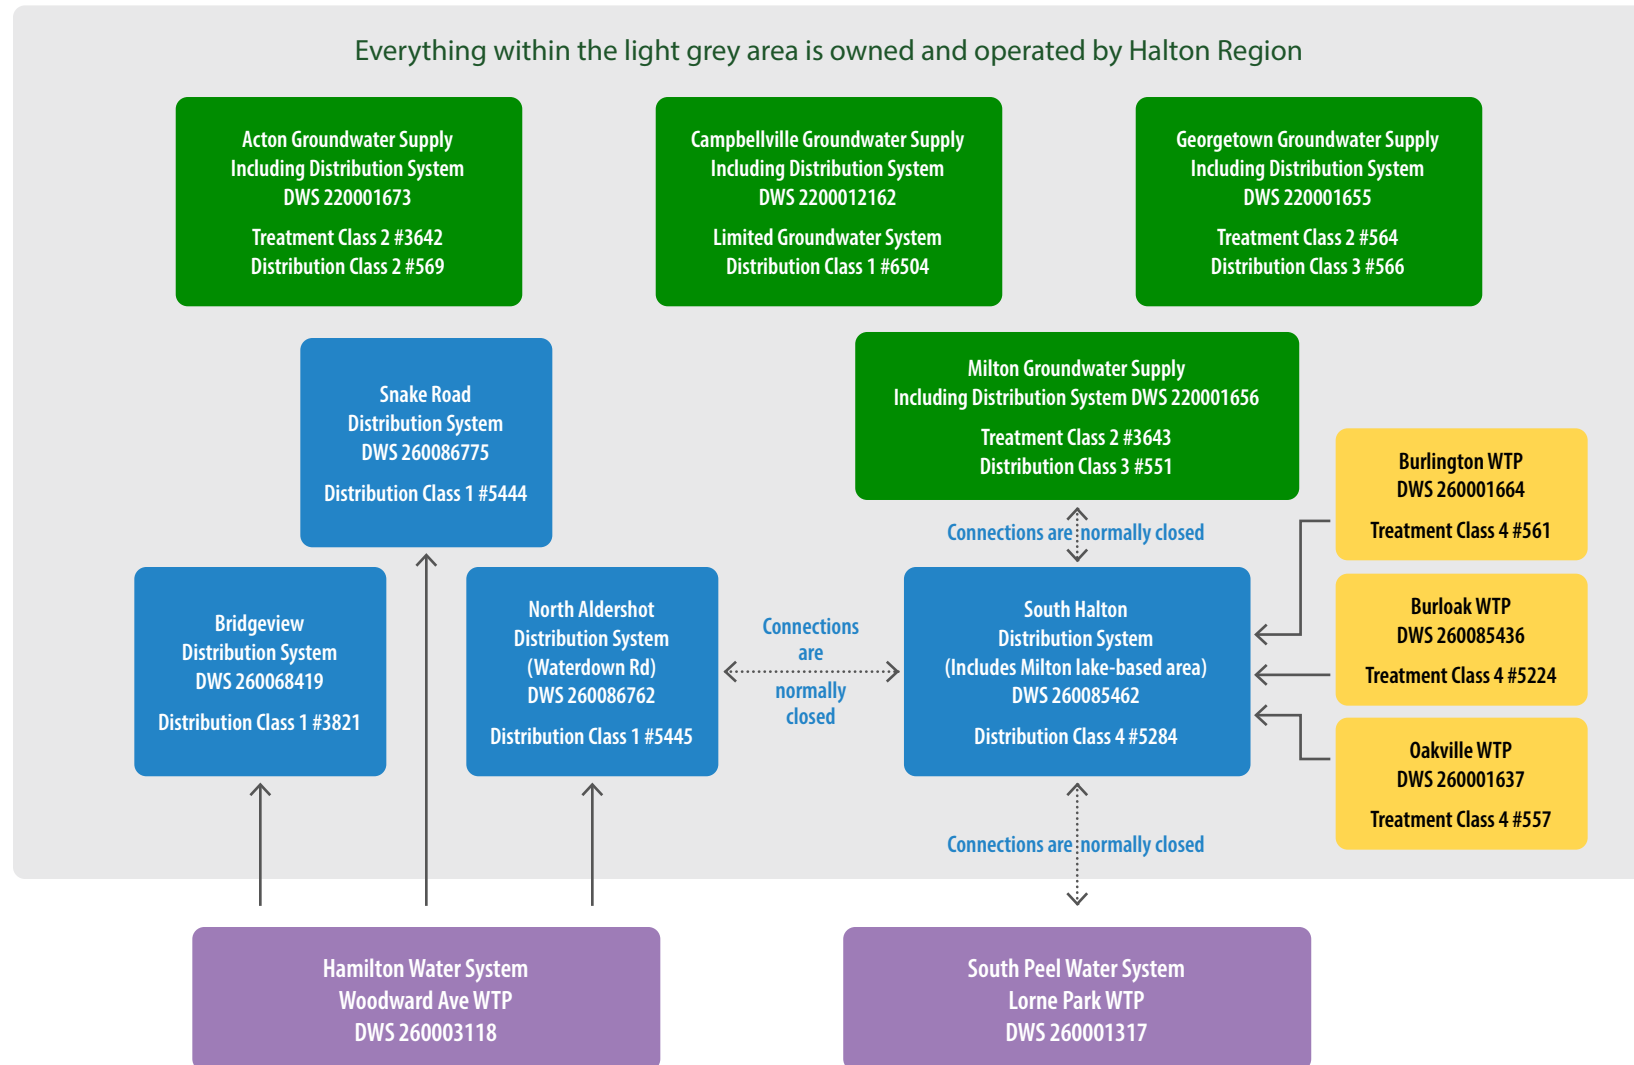 Everything within the light grey area is owned and operated by Halton Region
Acton Groundwater Supply
Including Distribution System
DWS 220001673
Treatment Class 2 #3642
Distribution Class 2 #569
Campbellville Groundwater Supply
Including Distribution System
DWS 2200012162
Limited Groundwater System
Distribution Class 1 #6504
Georgetown Groundwater Supply
Including Distribution System
DWS 220001655
Treatment Class 2 #564
Distribution Class 3 #566
Snake Road
Distribution System
DWS 260086775
Distribution Class 1 #5444
Milton Groundwater Supply
Including Distribution System DWS 220001656
Treatment Class 2 #3643
Distribution Class 3 #551
Connections are normally closed
Burlington WTP
DWS 260001664
Treatment Class 4 #561
Bridgeview
Distribution System
DWS 260068419
Distribution Class 1 #3821
North Aldershot
Distribution System
(Waterdown Rd)
DWS 260086762
Distribution Class 1 #5445
Connections
are
normally
closed
South Halton
Distribution System
(Includes Milton lake-based area)
DWS 260085462
Distribution Class 4 #5284
Burloak WTP
DWS 260085436
Treatment Class 4 #5224
Oakville WTP
DWS 260001637
Treatment Class 4 #557
Connections are normally closed
Hamilton Water System
Woodward Ave WTP
DWS 260003118
South Peel Water System
Lorne Park WTP
DWS 260001317